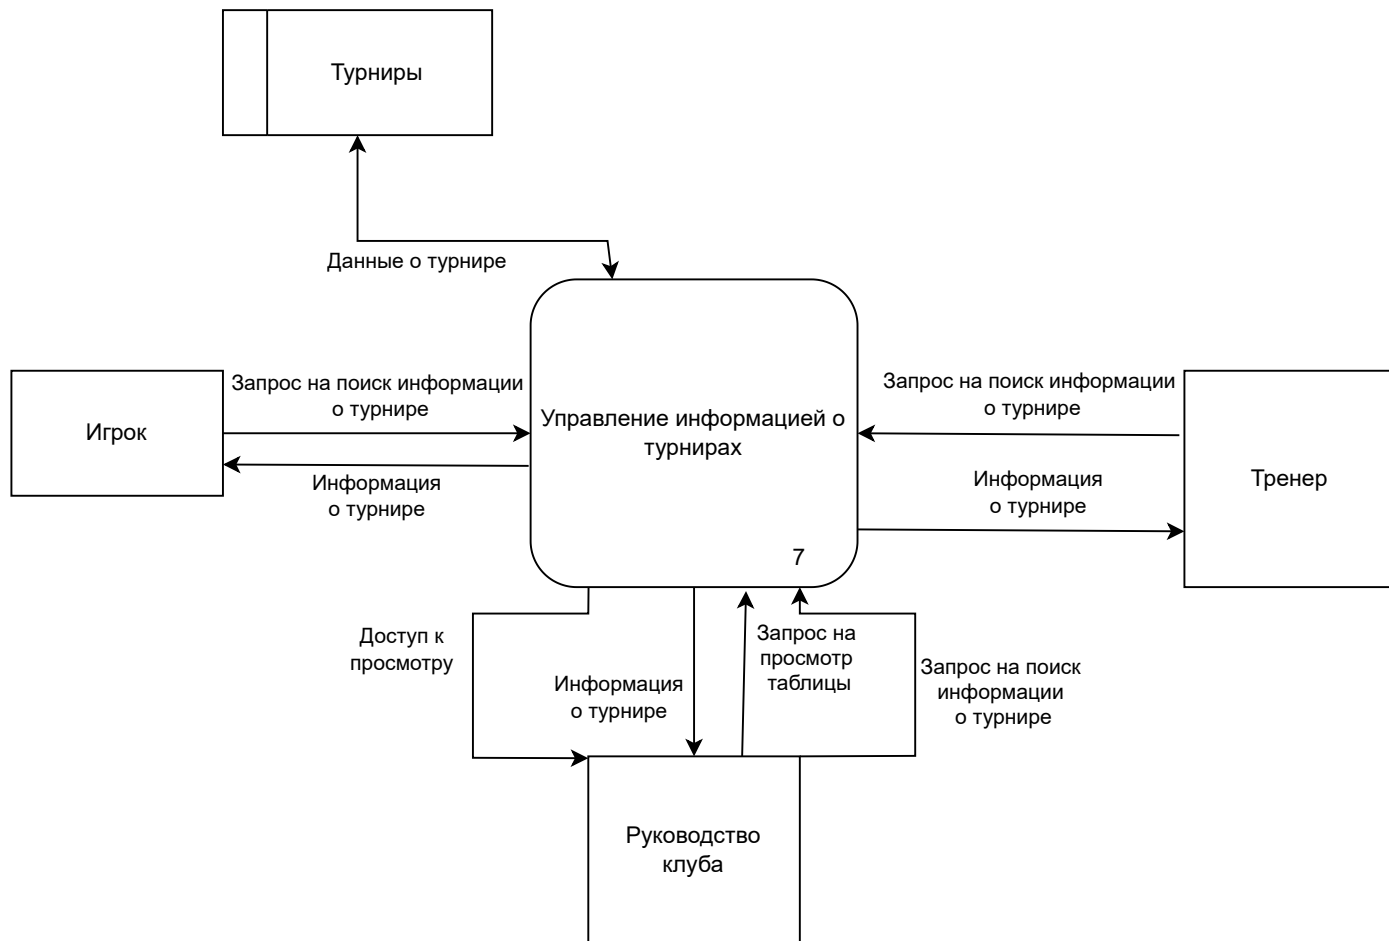 Турниры
Данные о турнире
Запрос на поиск информации
о турнире
Игрок
Информация
о турнире
Управление информацией о
турнирах
7
Запрос на поиск информации
о турнире
Информация
о турнире
Тренер
Доступ к
просмотру
Информация
о турнире
Запрос на
просмотр
таблицы
Запрос на поиск
информации
о турнире
Руководство
клуба